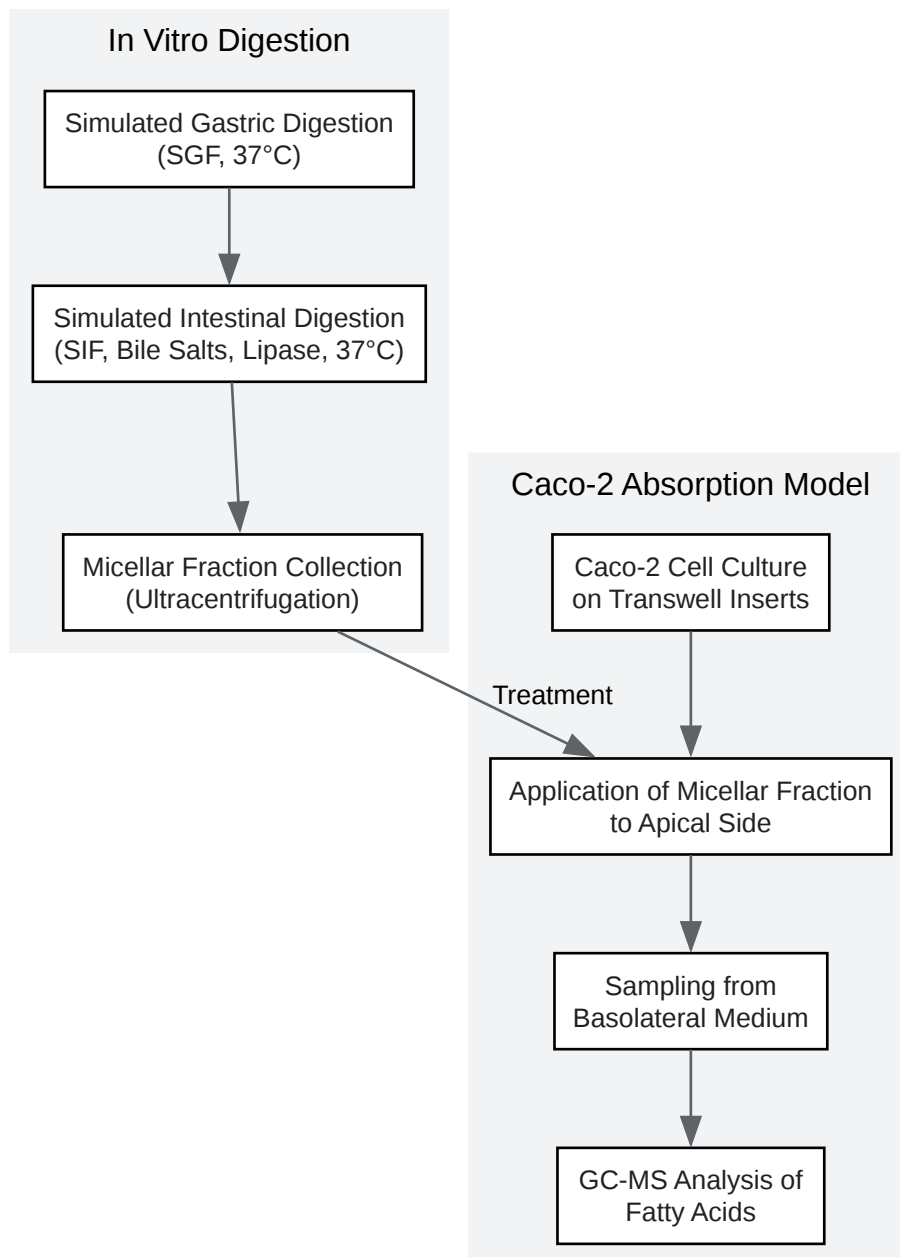 In Vitro Digestion
Simulated Gastric Digestion
(SGF, 37°C)
Simulated Intestinal Digestion
(SIF, Bile Salts, Lipase, 37°C)
Micellar Fraction Collection
(Ultracentrifugation)
Caco-2 Absorption Model
Caco-2 Cell Culture
on Transwell Inserts
Treatment
Application of Micellar Fraction
to Apical Side
Sampling from
Basolateral Medium
GC-MS Analysis of
Fatty Acids